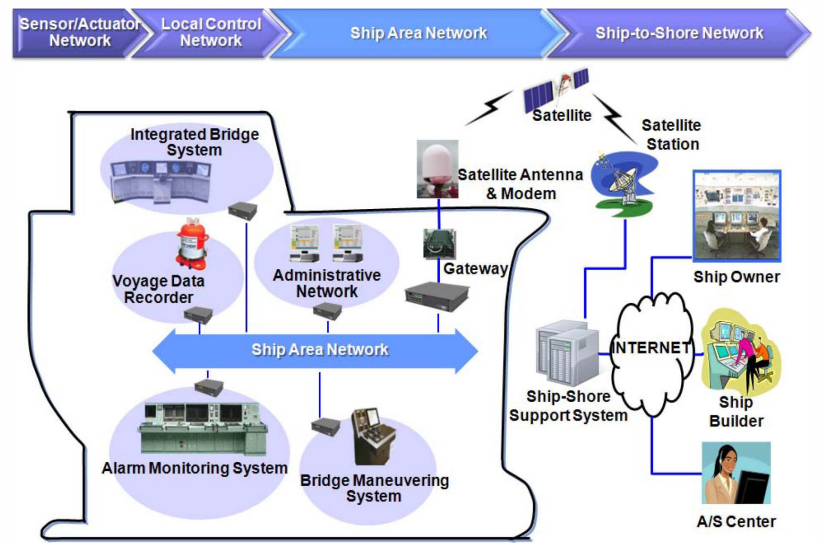 Sensor/Actuator
Network
Local Control
Network
Ship Area Network
Ship-to-Shore Network
Integrated Bridge
System
Satellite
Satellite
Station
Satellite Antenna
& Modem
Voyage Data
Recorder
Administrative
Network
Gateway
Ship Owner
Ship Area Network
INTERNET
Ship-Shore
Support System
Ship
Builder
Alarm Monitoring System
Bridge Maneuvering
System
A/S Center